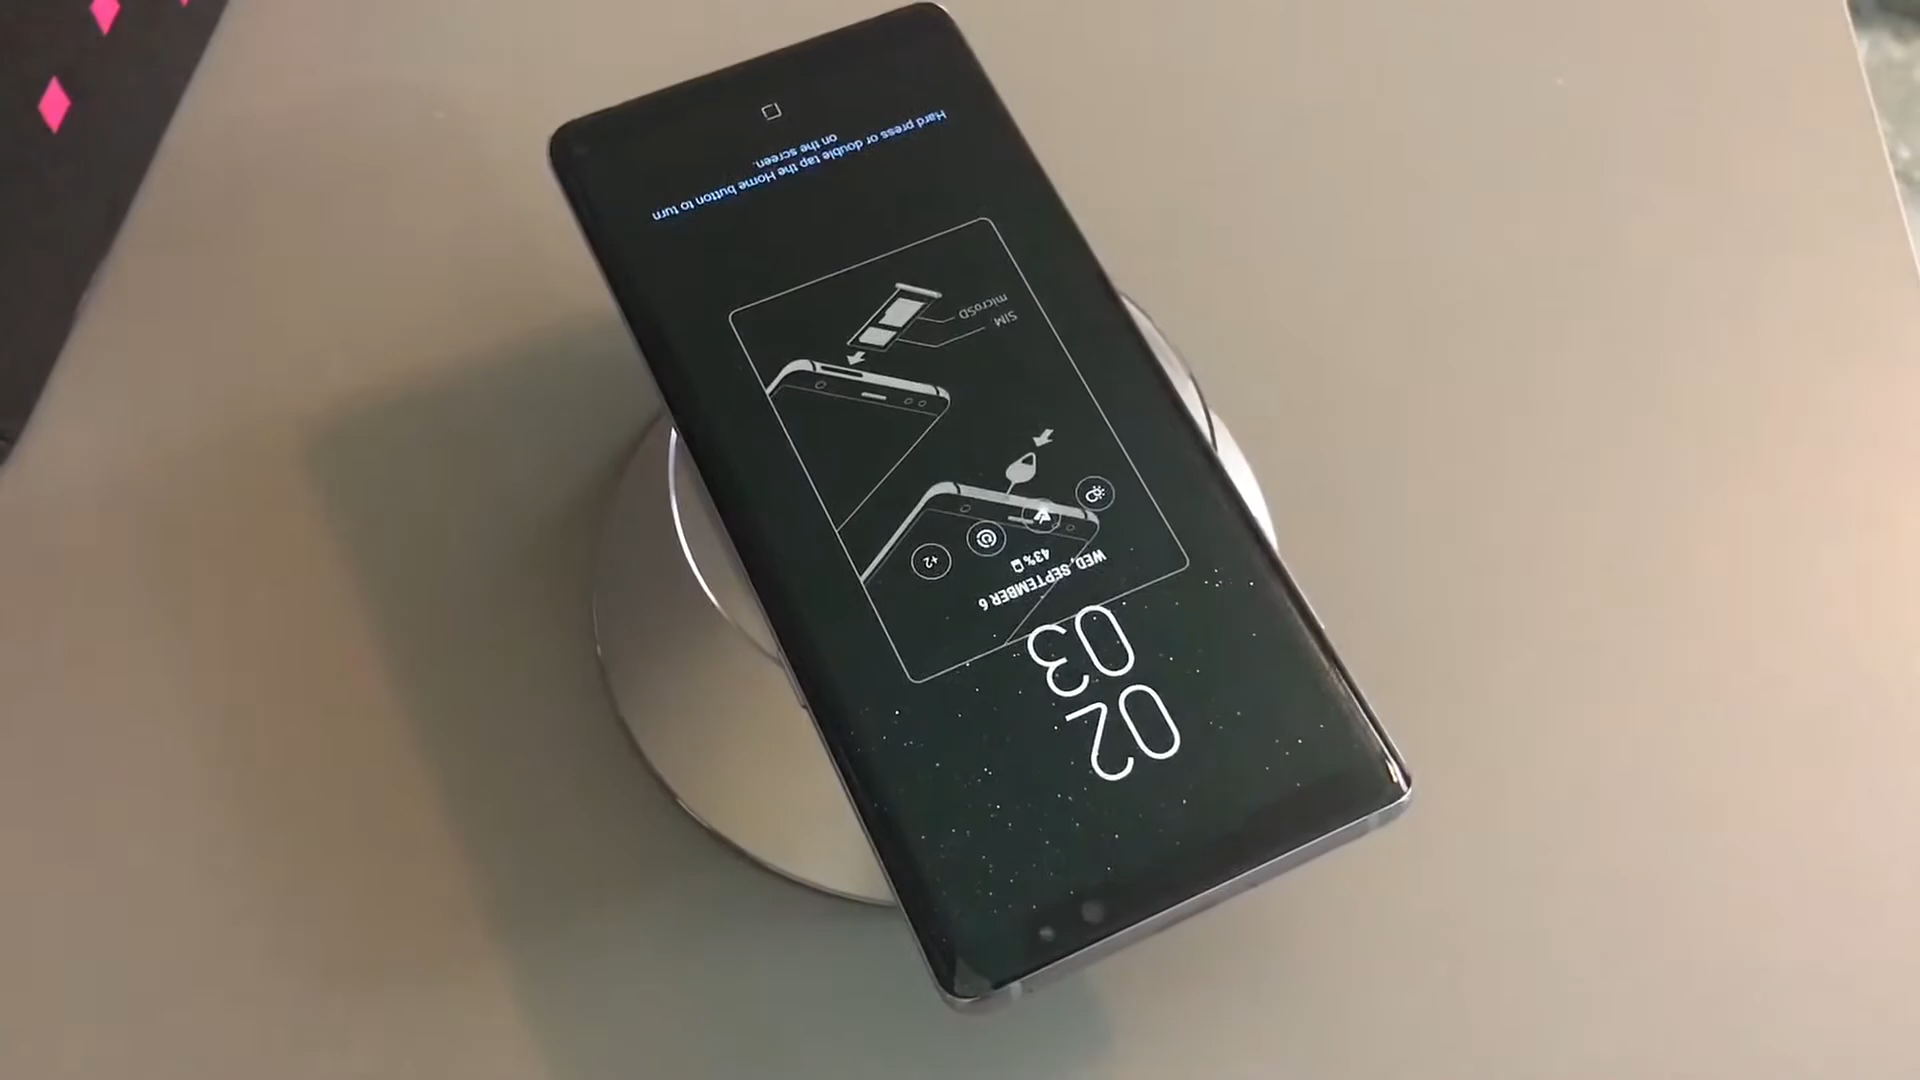 02
03
WED, SEPTEMBER 6
43%
+2
SIM
microSD
Hard press or double tap the Home button to turn
on the screen.